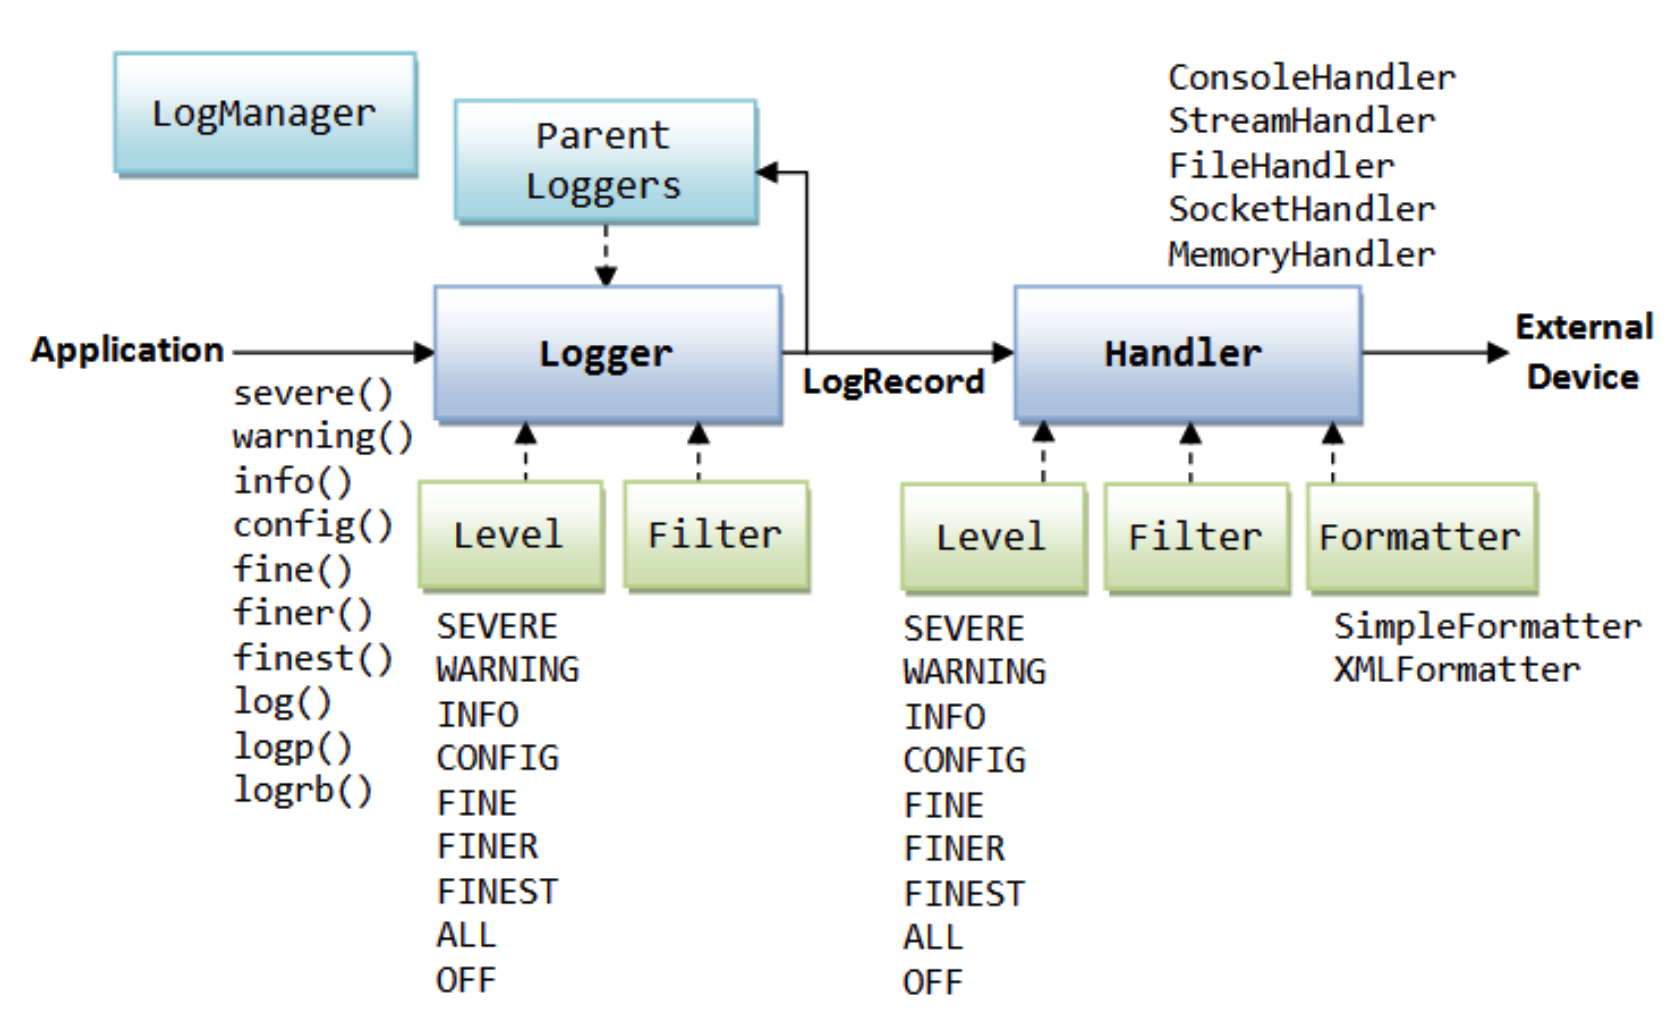 LogManager
Parent
Loggers
ConsoleHandler
StreamHandler
FileHandler
SocketHandler
MemoryHandler
Application
Logger
LogRecord
Handler
External
Device
severe()
warning()
info()
config()
fine()
finer()
finest()
log()
logp()
logrb()
Level
Filter
SEVERE
WARNING
INFO
CONFIG
FINE
FINER
FINEST
ALL
OFF
Level
Filter
Formatter
SEVERE
WARNING
INFO
CONFIG
FINE
FINER
FINEST
ALL
OFF
SimpleFormatter
XMLFormatter